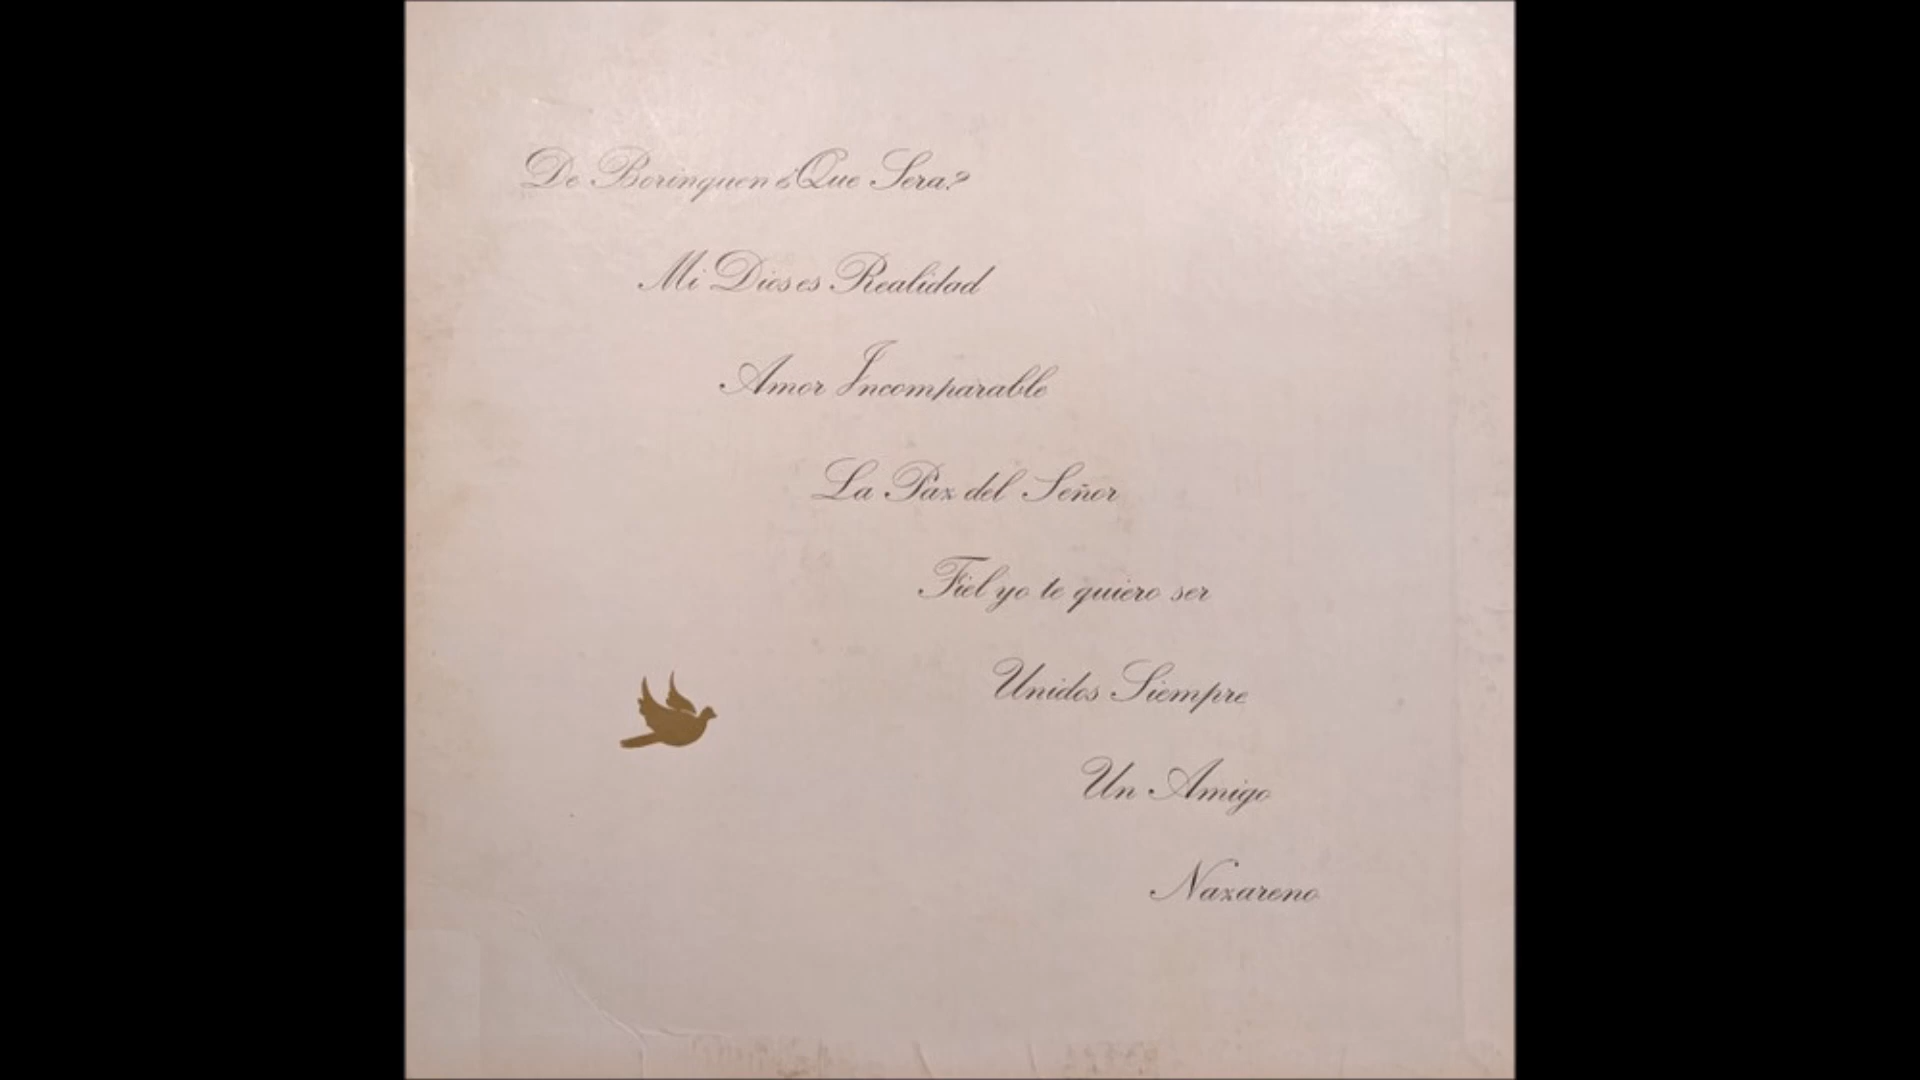 De Borinquen ¿Que Sera?
Mi Dios es Realidad
Amor Incomparable
La Paz del Señor
Fiel yo te quiero ser
Unidos Siempre
Un Amigo
Nazareno